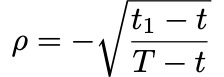 ρ = −√((t₁ − t)/(T − t))